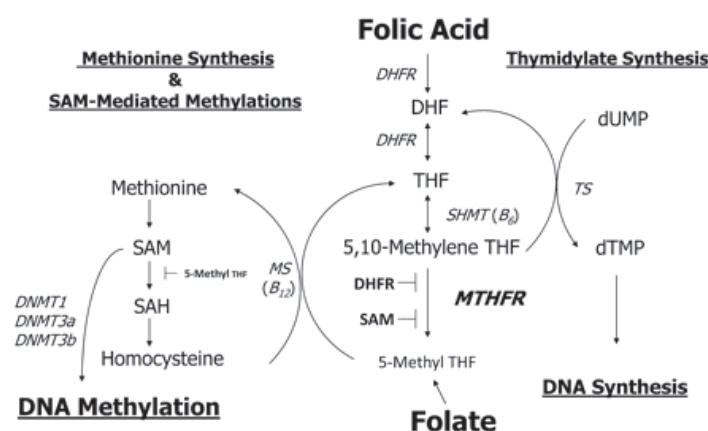 Folic Acid
Methionine Synthesis
&
SAM-Mediated Methylations
Thymidylate Synthesis
DHFR
DHF
dUMP
DHFR
THF
TS
Methionine
SHMT (B6)
SAM
5,10-Methylene THF
dTMP
5-Methyl THF
MS
(B12)
DHFR
MTHFR
DNMT1
DNMT3a
DNMT3b
SAH
SAM
Homocysteine
5-Methyl THF
DNA Methylation
DNA Synthesis
Folate